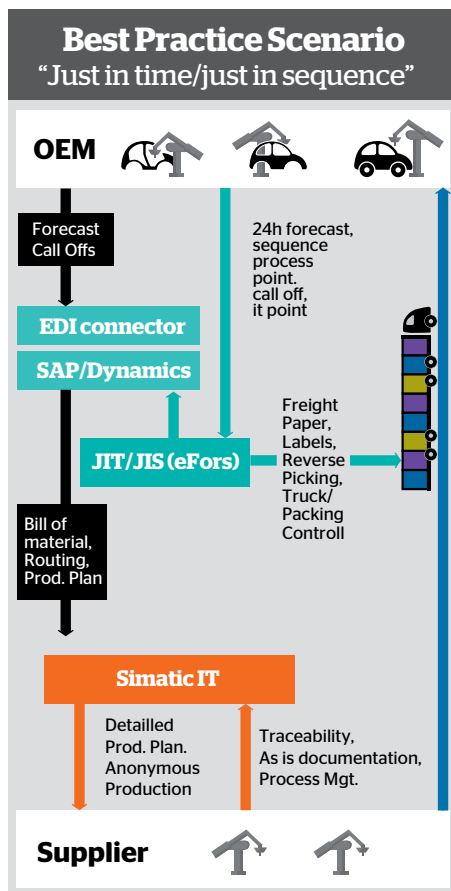 Best Practice Scenario
“Just in time/just in sequence”
OEM
Forecast
Call Offs
24h forecast,
sequence
process
point.
call off,
it point
EDI connector
SAP/Dynamics
JIT/JIS (eFors)
Freight
Paper,
Labels,
Reverse
Picking,
Truck/
Packing
Controll
Bill of
material,
Routing,
Prod. Plan
Simatic IT
Detailled
Prod. Plan.
Anonymous
Production
Traceability,
As is documentation,
Process Mgt.
Supplier